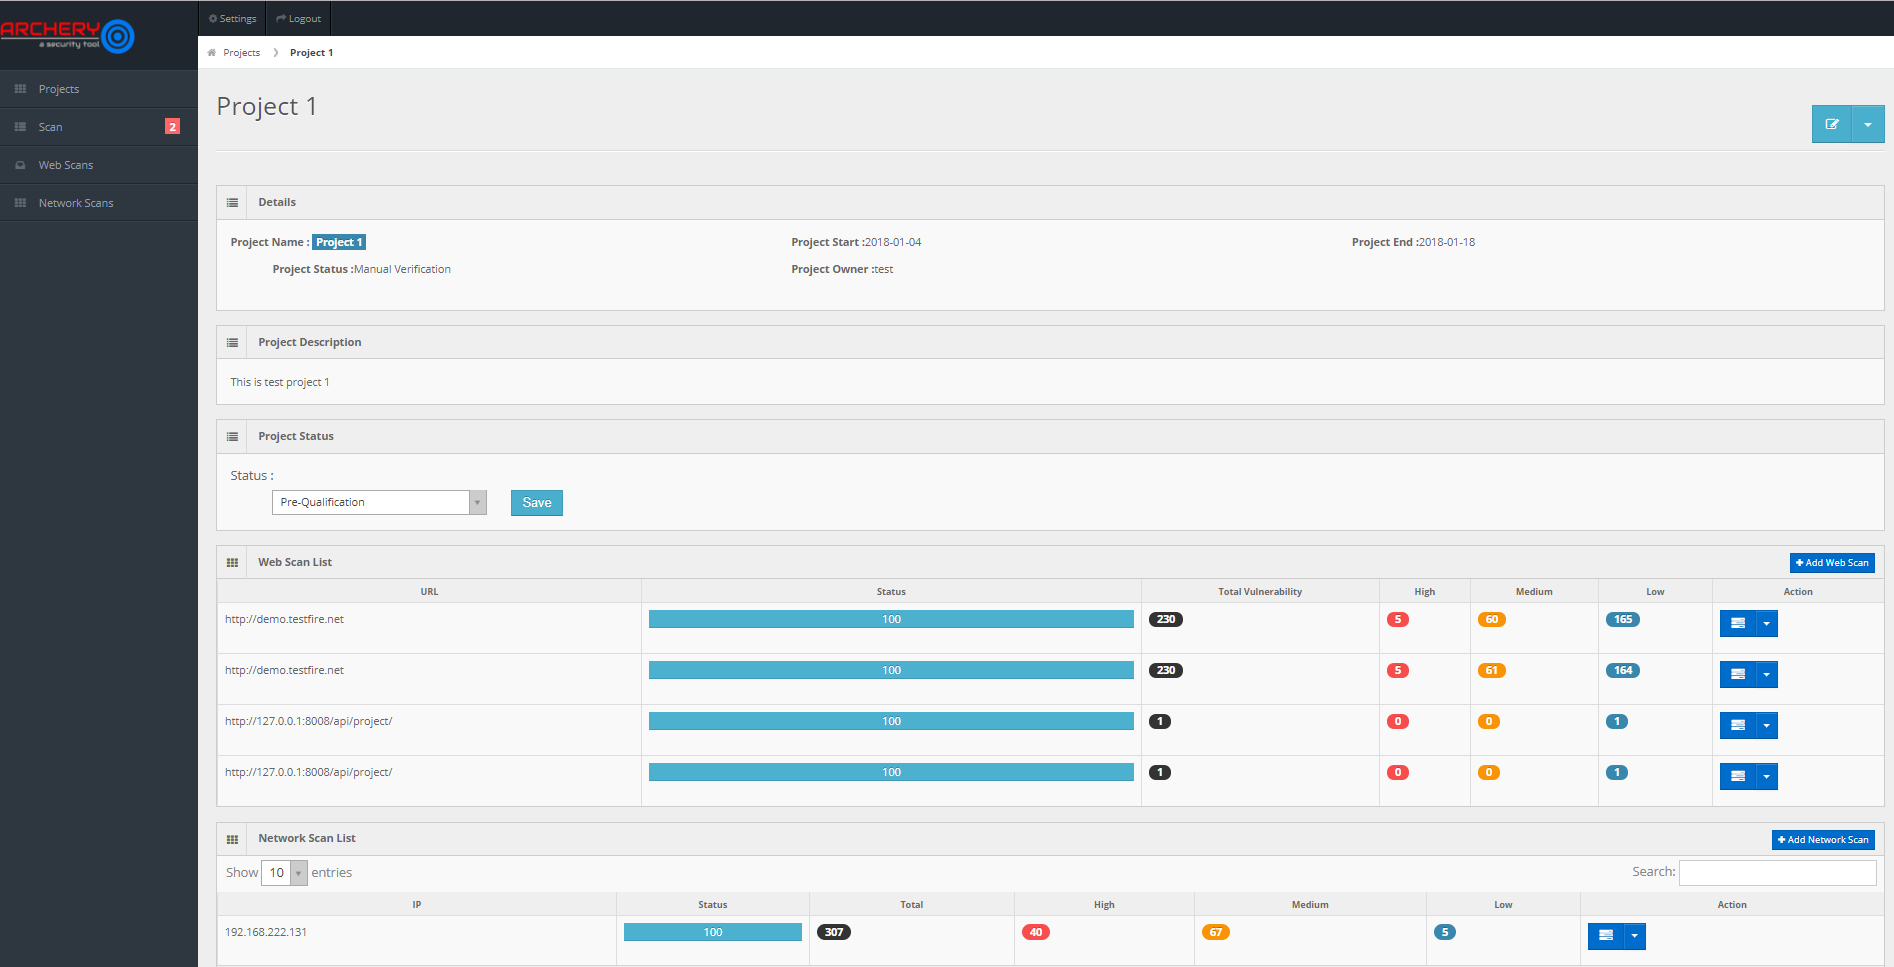 ARCHERY
a security tool
Settings Logout
Projects Project 1
Projects
Scan 2
Web Scans
Network Scans
Project 1
Details
Project Name : Project 1 Project Start :2018-01-04 Project End :2018-01-18
Project Status :Manual Verification Project Owner :test
Project Description
This is test project 1
Project Status
Status :
Pre-Qualification Save
Web Scan List Add Web Scan
URL Status Total Vulnerability High Medium Low Action
http://demo.testfire.net 100 230 5 60 165
http://demo.testfire.net 100 230 5 61 164
http://127.0.0.1:8008/api/project/ 100 1 0 0 1
http://127.0.0.1:8008/api/project/ 100 1 0 0 1
Network Scan List Add Network Scan
Show 10 entries Search:
IP Status Total High Medium Low Action
192.168.222.131 100 307 40 67 5